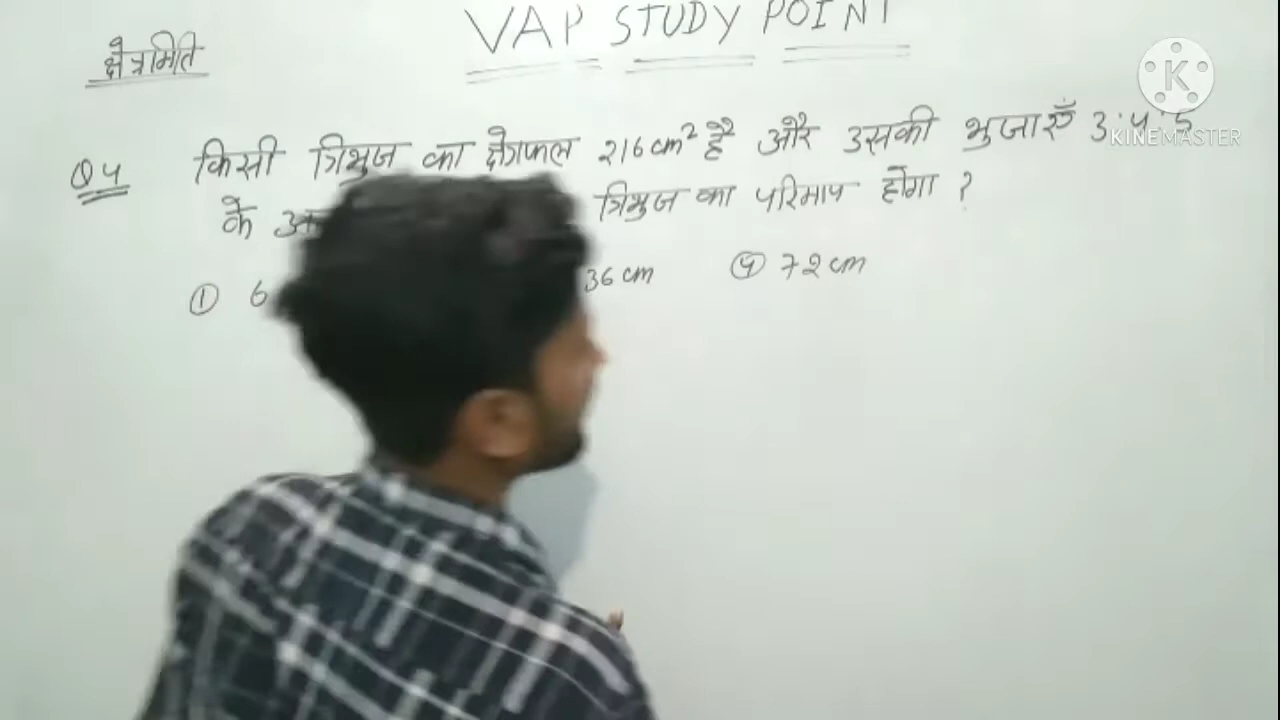 VAP STUDY POINT
क्षेत्रमिति
Q4 किसी त्रिभुज का क्षेत्रफल 216 cm² है और उसकी भुजाएँ 3:4:5
के त्रिभुज का परिमाप होगा ?
① 6 36 cm ④ 72 cm
K
KINEMASTER